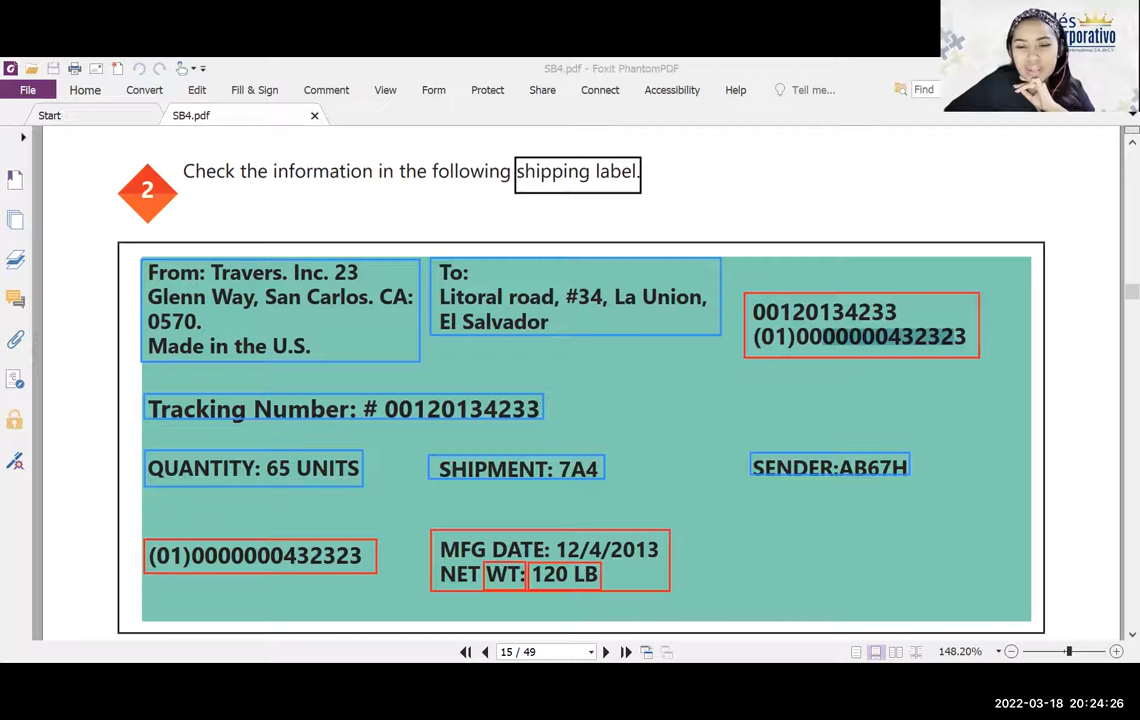 és
orporativo
International, S.A. de C.V.
SB4.pdf - Foxit PhantomPDF
File Home Convert Edit Fill & Sign Comment View Form Protect Share Connect Accessibility Help Tell me... Find
Start SB4.pdf
2 Check the information in the following shipping label.
From: Travers. Inc. 23
Glenn Way, San Carlos. CA:
0570.
Made in the U.S.
To:
Litoral road, #34, La Union,
El Salvador
00120134233
(01)0000000432323
Tracking Number: # 00120134233
QUANTITY: 65 UNITS
SHIPMENT: 7A4
SENDER:AB67H
(01)0000000432323
MFG DATE: 12/4/2013
NET WT: 120 LB
15 / 49
148.20%
2022-03-18 20:24:26